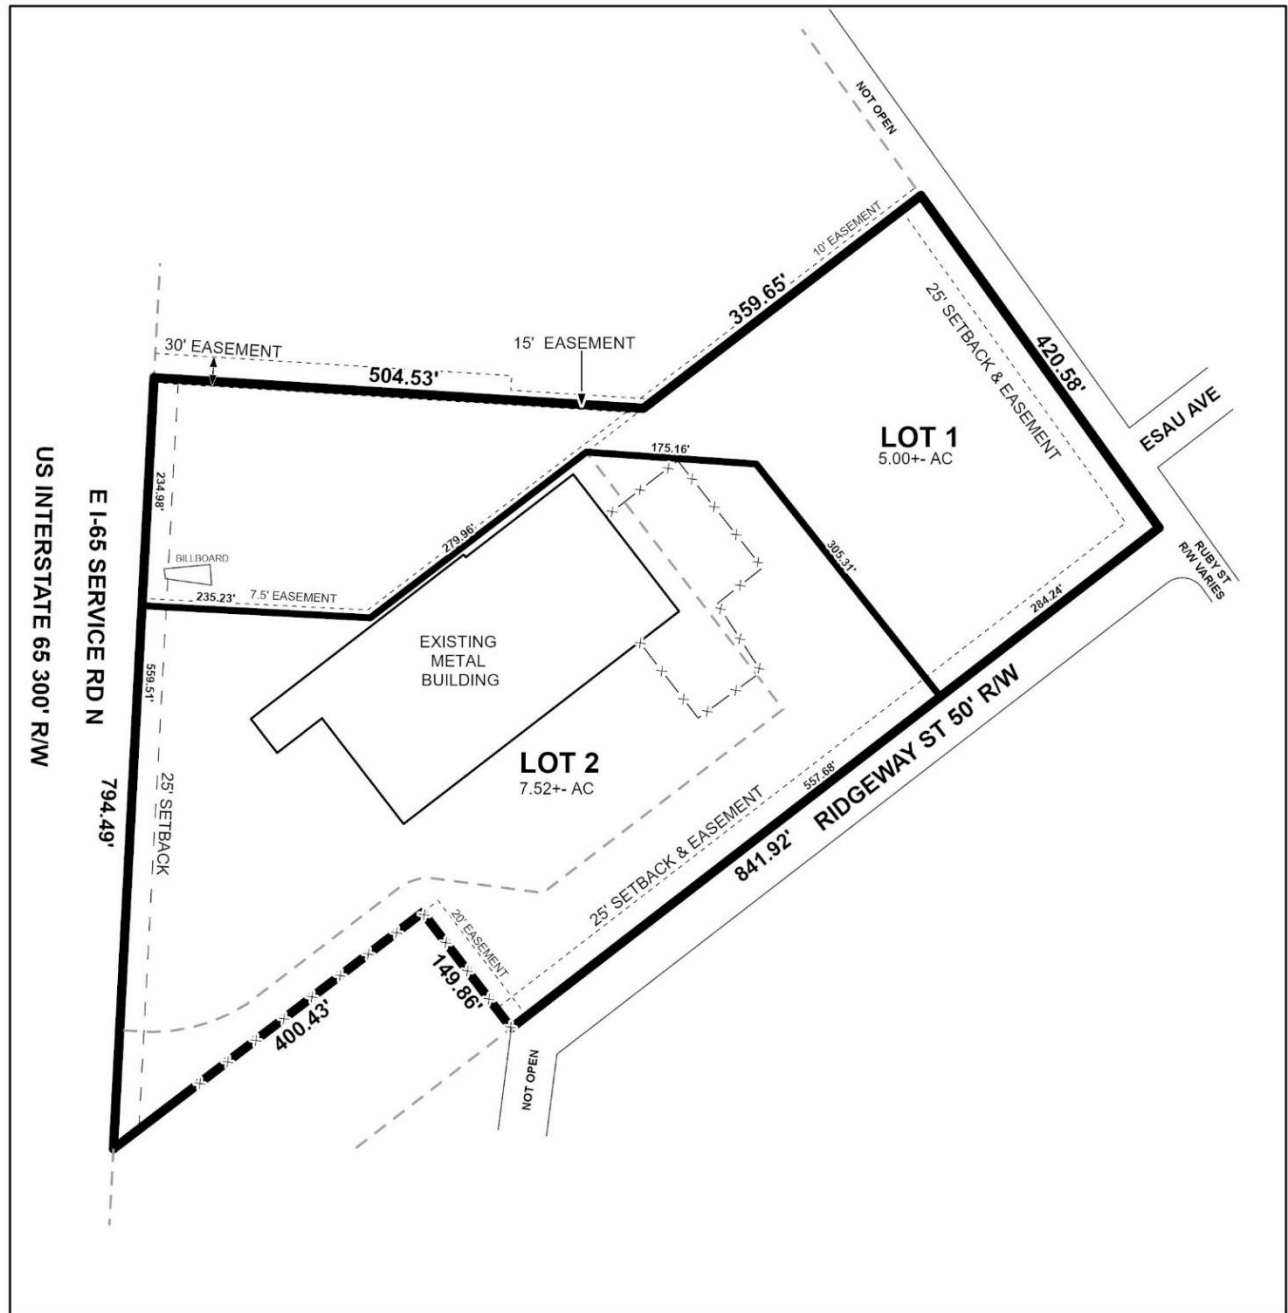 NOT OPEN
10' EASEMENT
359.65'
25' SETBACK & EASEMENT
420.58'
30' EASEMENT
15' EASEMENT
504.53'
ESAU AVE
LOT 1
5.00+- AC
175.16'
234.98'
279.96'
305.31'
RUBY ST
R/W VARIES
BILLBOARD
235.23'
7.5' EASEMENT
284.24'
US INTERSTATE 65 300' R/W
E I-65 SERVICE RD N
559.51'
794.49'
25' SETBACK
EXISTING
METAL
BUILDING
LOT 2
7.52+- AC
557.68'
RIDGEWAY ST 50' R/W
841.92'
25' SETBACK & EASEMENT
20' EASEMENT
149.86'
400.43'
NOT OPEN